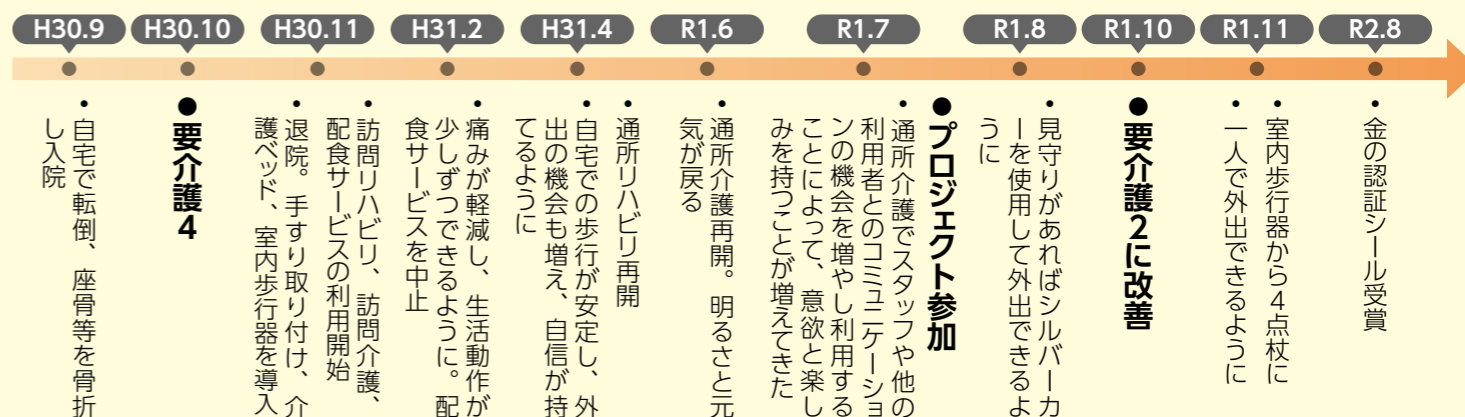 H30.9
H30.10
H30.11
H31.2
H31.4
R1.6
R1.7
R1.8
R1.10
R1.11
R2.8
・自宅で転倒、座骨等を骨折
し入院
●要介護4
・訪問リハビリ、訪問介護、
配食サービスの利用開始
・退院。手すり取り付け、介
護ベッド、室内歩行器を導入
・痛みが軽減し、生活動作が
少しずつできるように。配
食サービスを中止
・通所リハビリ再開
・自宅での歩行が安定し、外
出の機会も増え、自信が持
てるように
・通所介護再開。明るさと元
気が戻る
●プロジェクト参加
・通所介護でスタッフや他の
利用者とのコミュニケーショ
ンの機会を増やし利用する
ことによって、意欲と楽し
みを持つことが増えてきた
・見守りがあればシルバーカ
ーを使用して外出できるよ
うに
●要介護2に改善
・室内歩行器から4点杖に
・一人で外出できるように
・金の認証シール受賞